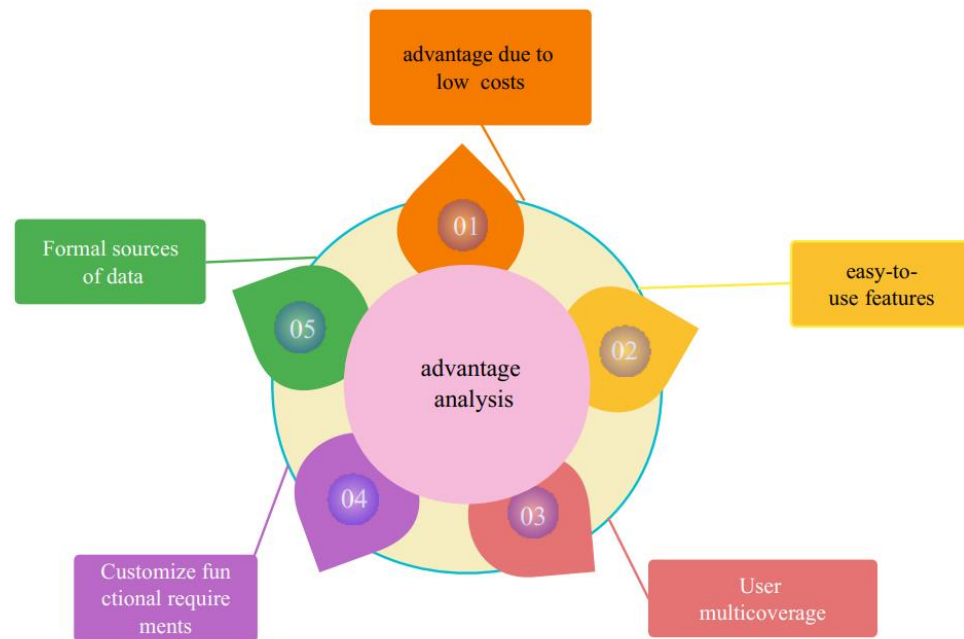 advantage due to
low costs
01
easy-to-
use features
02
User
multicoverage
03
Customize fun
ctional require
ments
04
Formal sources
of data
05
advantage
analysis